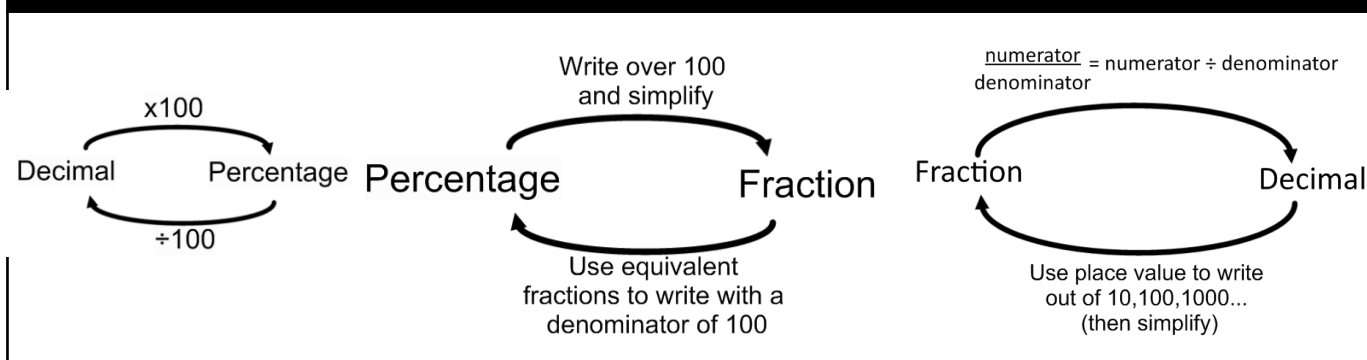 x100
Decimal
Percentage
÷100
Write over 100
and simplify
Percentage
Fraction
Use equivalent
fractions to write with a
denominator of 100
numerator
denominator
= numerator ÷ denominator
Fraction
Decimal
Use place value to write
out of 10,100,1000...
(then simplify)